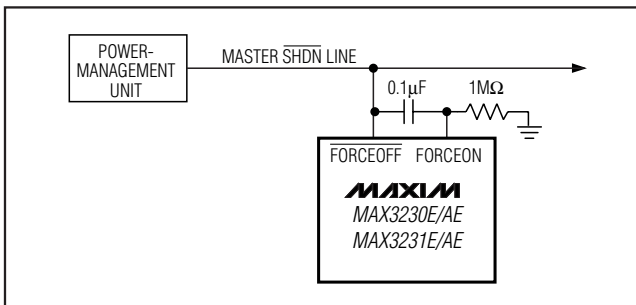 POWER-
MANAGEMENT
UNIT
MASTER SHDN LINE
0.1μF
1MΩ
FORCEOFF FORCEON
MAXIM
MAX3230E/AE
MAX3231E/AE